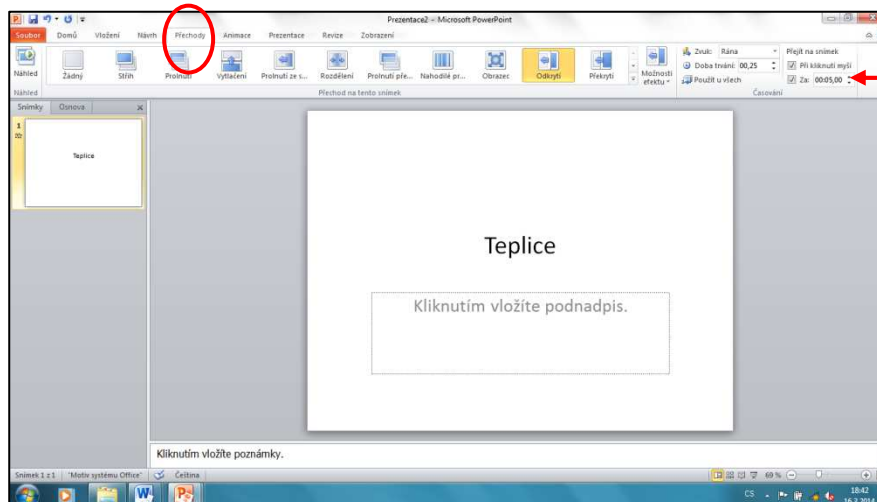 Prezentace2 - Microsoft PowerPoint
Soubor Domů Vložení Návrh Přechody Animace Prezentace Revize Zobrazení
Náhled Žádný Střih Prolnutí Vytlačení Prolnutí ze s... Rozdělení Prolnutí pře... Nahodilé pr... Obrazec Odkrytí Překrytí Možnosti efektu
Zvuk: Rána Přejít na snímek
Doba trvání: 00,25 Při kliknutí myší
Použít u všech Za: 00:05,00
Náhled Přechod na tento snímek Časování
Snímky Osnova
1
Teplice
Teplice
Kliknutím vložíte podnadpis.
Kliknutím vložíte poznámky.
Snímek 1 z 1 "Motiv systému Office" Čeština 69 %
CS 18:42
16.3.2014